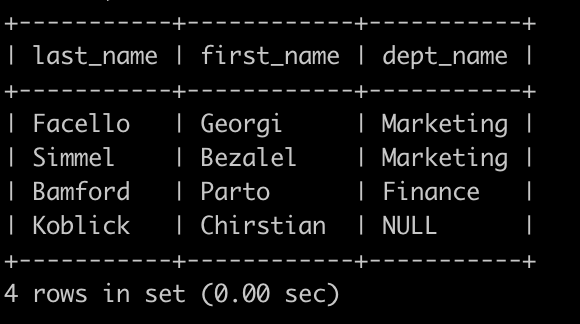 +-----------+------------+-----------+
| last_name | first_name | dept_name |
+-----------+------------+-----------+
| Facello   | Georgi     | Marketing |
| Simmel    | Bezalel    | Marketing |
| Bamford   | Parto      | Finance   |
| Koblick   | Chirstian  | NULL      |
+-----------+------------+-----------+
4 rows in set (0.00 sec)